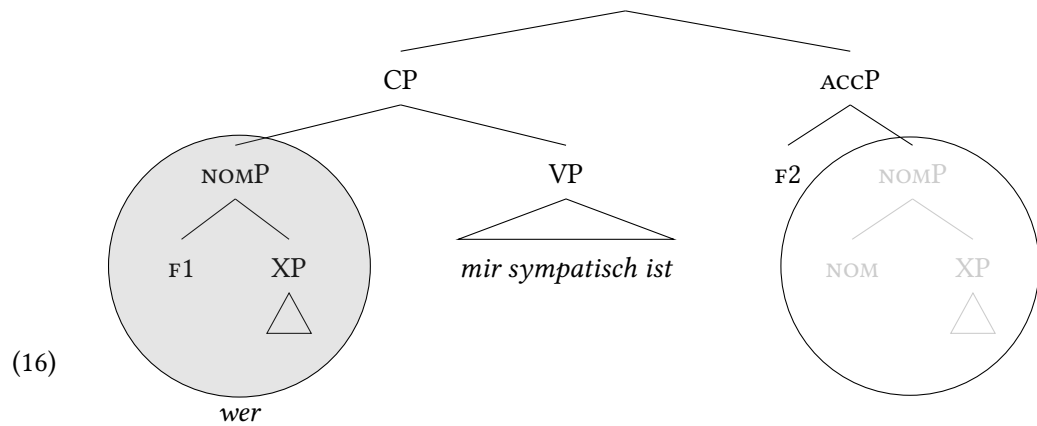 CP ACCP
NOMP VP F2 NOMP
F1 XP mir sympatisch ist NOM XP
(16)
wer